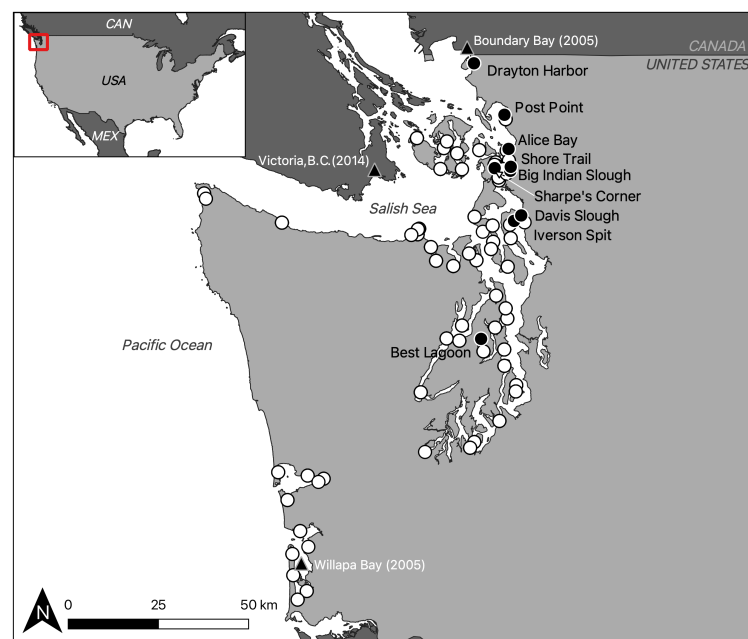 CAN
USA
MEX
Boundary Bay (2005)
CANADA
UNITED STATES
Drayton Harbor
Post Point
Alice Bay
Shore Trail
Big Indian Slough
Sharpe's Corner
Davis Slough
Iverson Spit
Victoria,B.C.(2014)
Salish Sea
Pacific Ocean
Best Lagoon
Willapa Bay (2005)
N
0 25 50 km